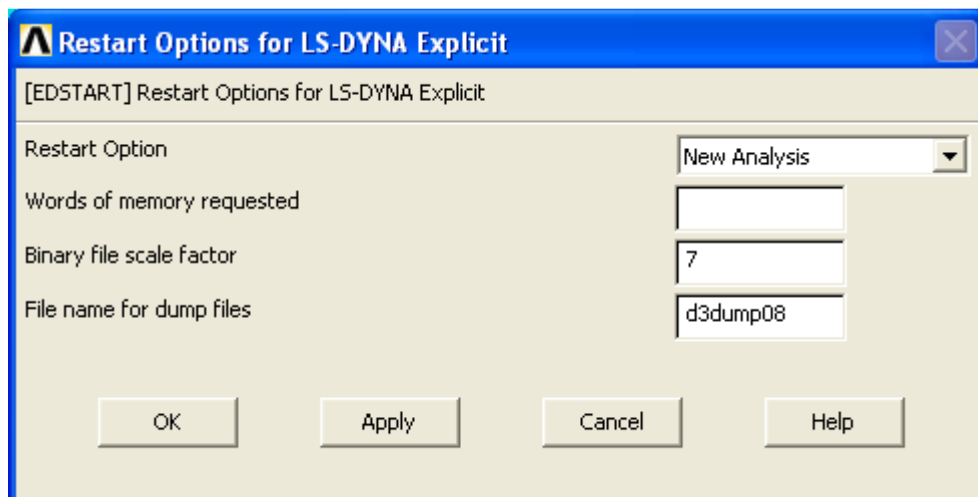 Restart Options for LS-DYNA Explicit
[EDSTART] Restart Options for LS-DYNA Explicit
Restart Option New Analysis
Words of memory requested
Binary file scale factor 7
File name for dump files d3dump08
OK Apply Cancel Help